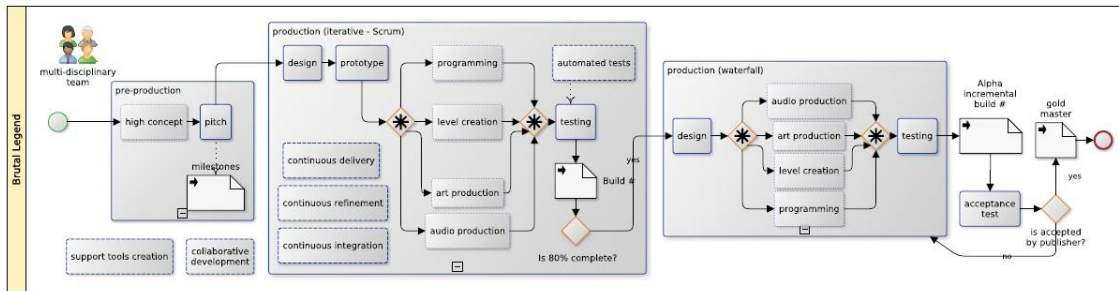 Brutal Legend
multi-disciplinary
team
pre-production
high concept
pitch
milestones
support tools creation
collaborative
development
production (iterative - Scrum)
design
prototype
programming
level creation
art production
audio production
automated tests
testing
continuous delivery
continuous refinement
continuous integration
Build #
Is 80% complete?
yes
production (waterfall)
design
audio production
art production
level creation
programming
testing
Alpha
incremental
build #
gold
master
acceptance
test
yes
is accepted
by publisher?
no